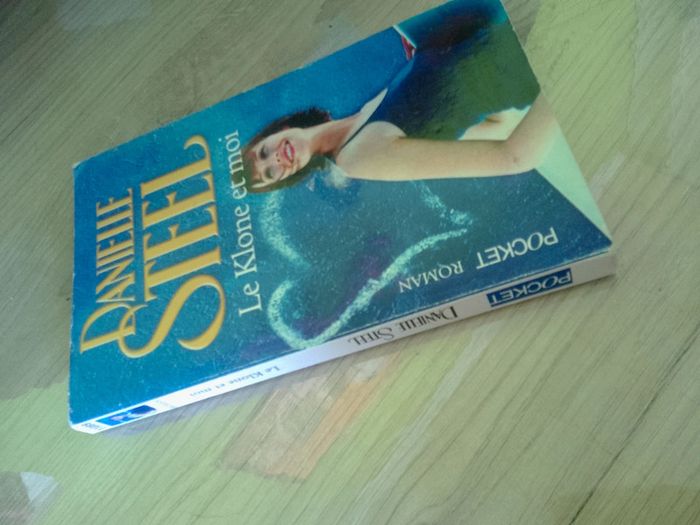 DANIELLE
STEEL
Le Klone et moi
POCKET ROMAN
POCKET
DANIELLE STEEL
Le Klone et moi